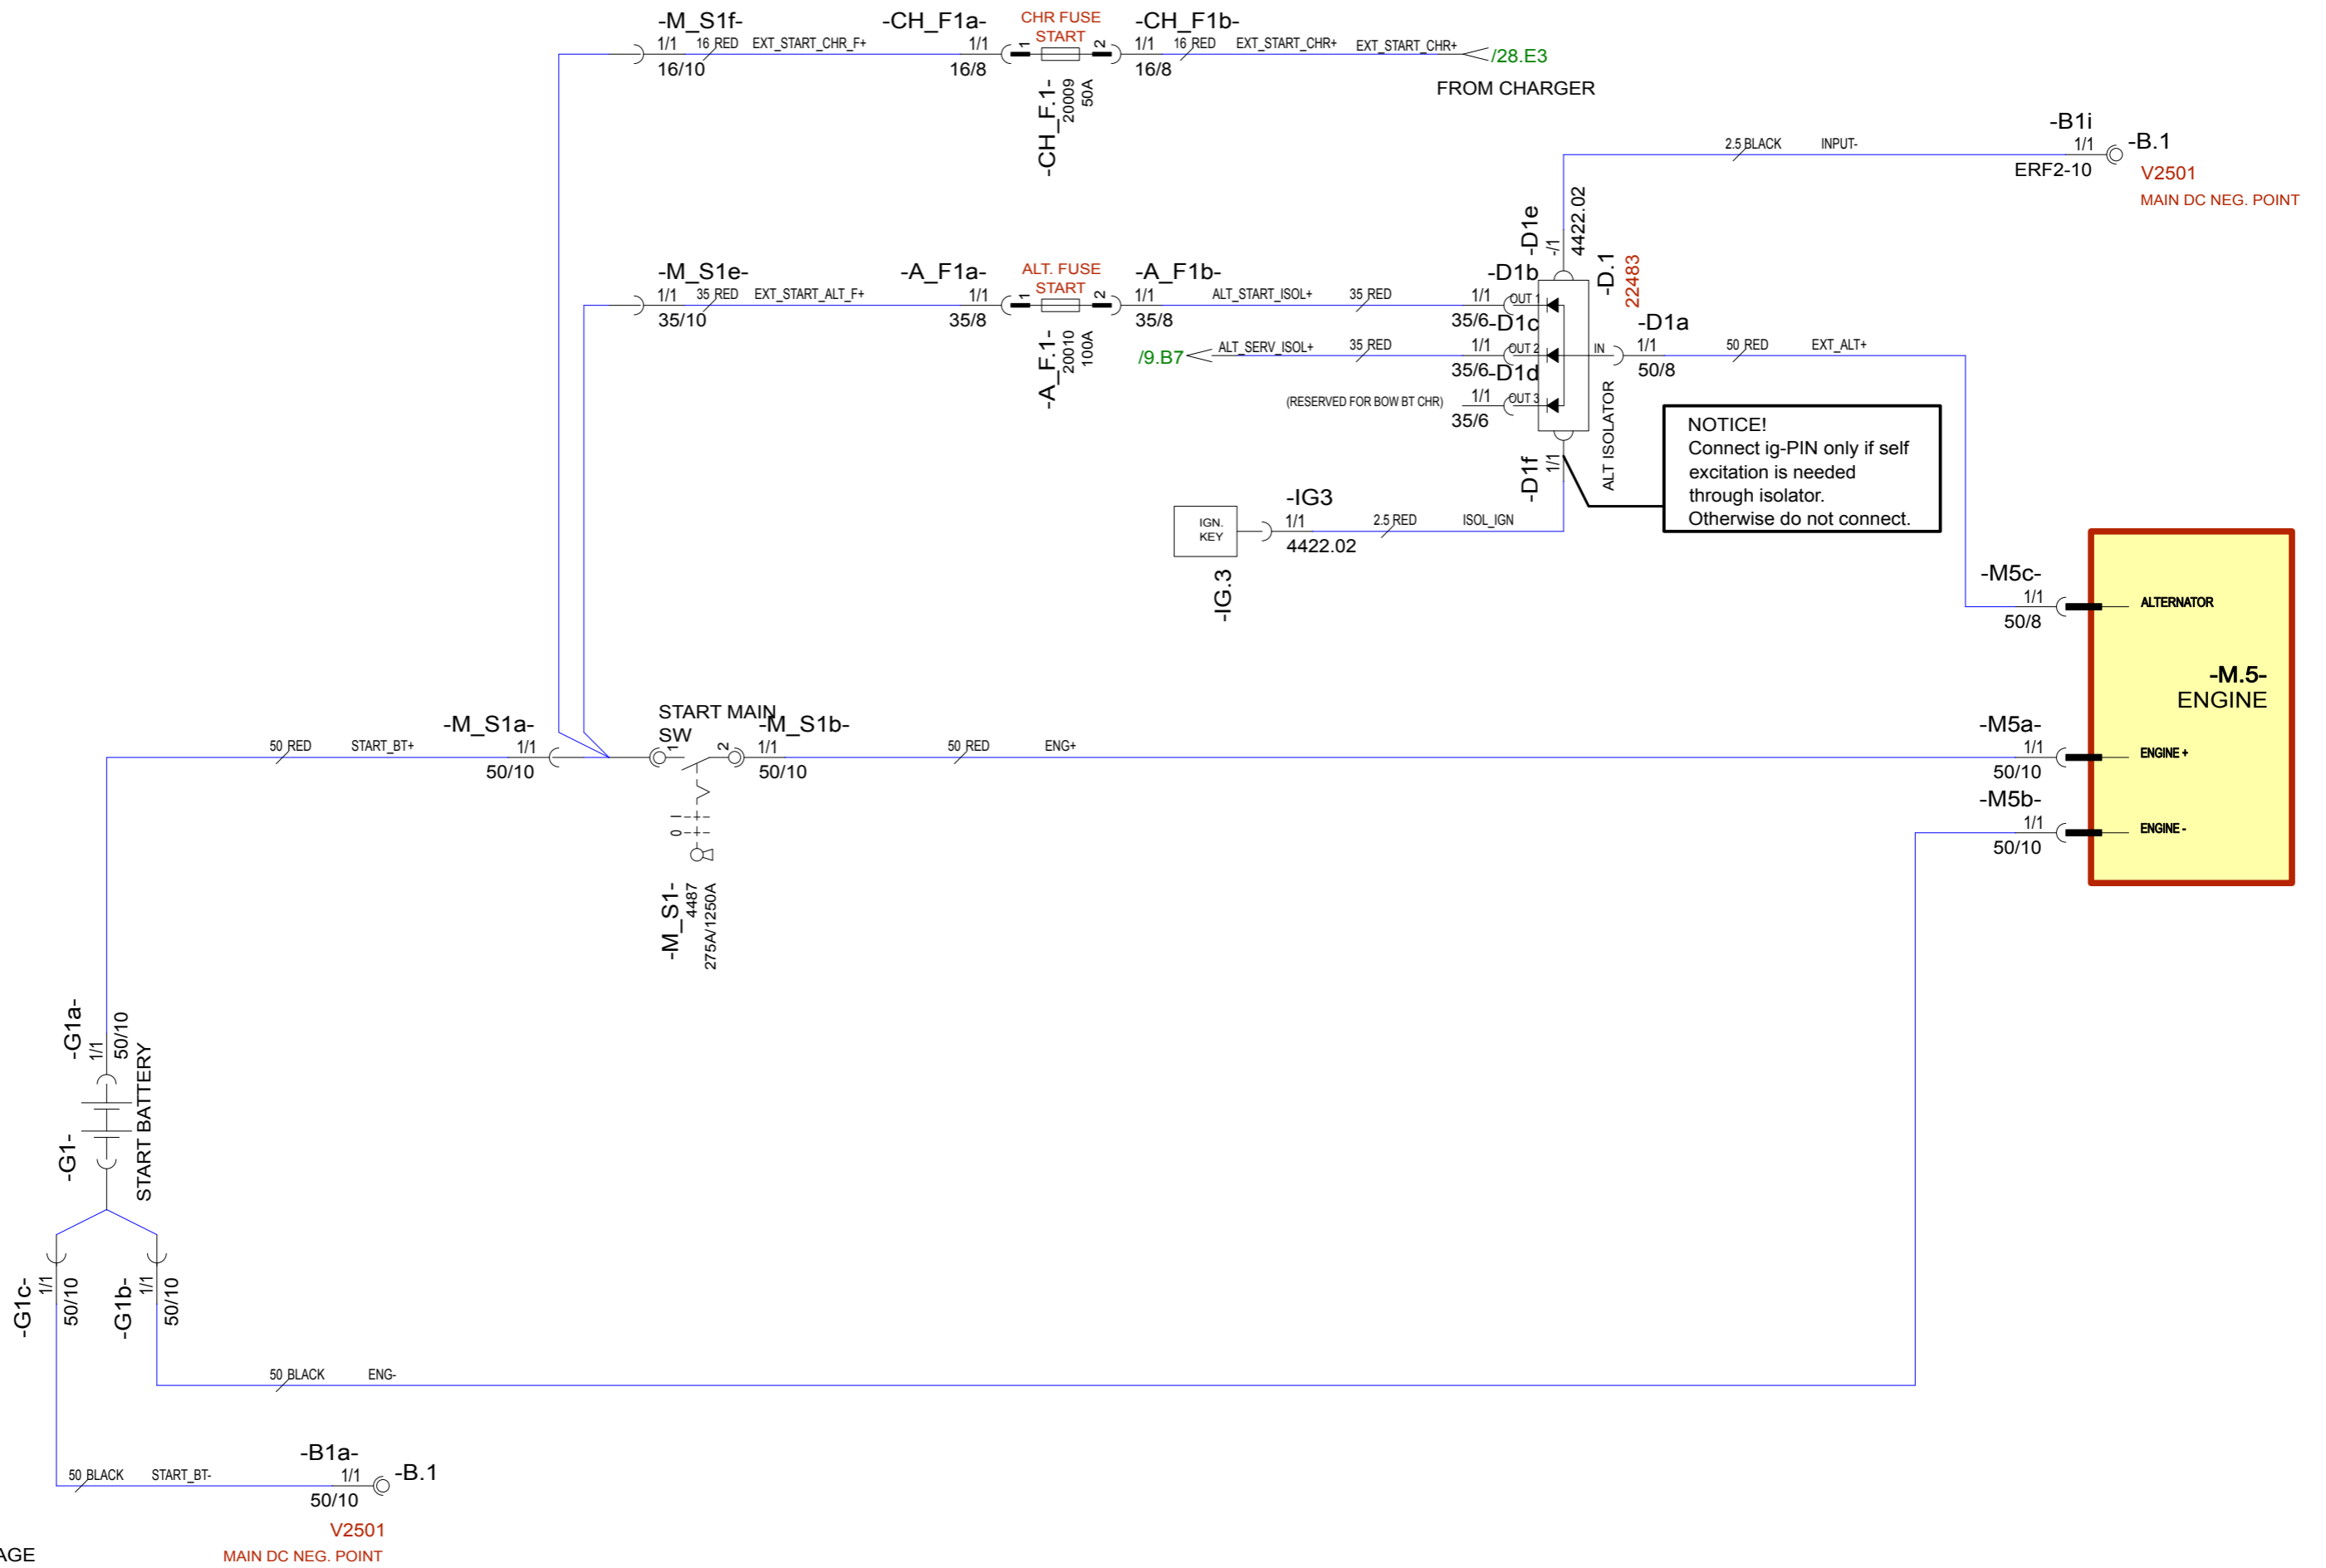 -M_S1f-
1/1 16 RED EXT_START_CHR_F+
16/10
-CH_F1a-
1/1
16/8
CHR FUSE
START
1 2
-CH_F.1-
20009
50A
-CH_F1b-
1/1 16 RED EXT_START_CHR+ EXT_START_CHR+
16/8
/28.E3
FROM CHARGER
-B1i
2.5 BLACK INPUT- 1/1
ERF2-10
-B.1
V2501
MAIN DC NEG. POINT
-D1e
-/1
4422.02
-M_S1e-
1/1 35 RED EXT_START_ALT_F+
35/10
-A_F1a-
1/1
35/8
ALT. FUSE
START
1 2
-A_F.1-
20010
100A
-A_F1b-
1/1 ALT_START_ISOL+ 35 RED
35/8
-D1b
1/1 OUT 1
35/6
-D.1
22483
/9.B7 ALT_SERV_ISOL+ 35 RED
-D1c
1/1 OUT 2
35/6
-D1d
(RESERVED FOR BOW BT CHR) 1/1 OUT 3
35/6
IN
-D1a
1/1 50 RED EXT_ALT+
50/8
ALT ISOLATOR
-D1f
1/1
NOTICE!
Connect ig-PIN only if self
excitation is needed
through isolator.
Otherwise do not connect.
IGN.
KEY
-IG.3
-IG3
1/1 2.5 RED ISOL_IGN
4422.02
-M5c-
1/1
50/8
ALTERNATOR
-M.5-
ENGINE
-M5a-
1/1
50/10
ENGINE +
-M5b-
1/1
50/10
ENGINE -
50 RED START_BT+
-M_S1a-
1/1
50/10
START MAIN
SW
1 2
-M_S1b-
1/1 50 RED ENG+
50/10
0 1
-M_S1-
4487
275A/1250A
-G1a-
1/1
50/10
-G1-
START BATTERY
-G1c-
1/1
50/10
-G1b-
1/1
50/10
50 BLACK ENG-
-B1a-
50 BLACK START_BT- 1/1
50/10
-B.1
V2501
MAIN DC NEG. POINT
AGE